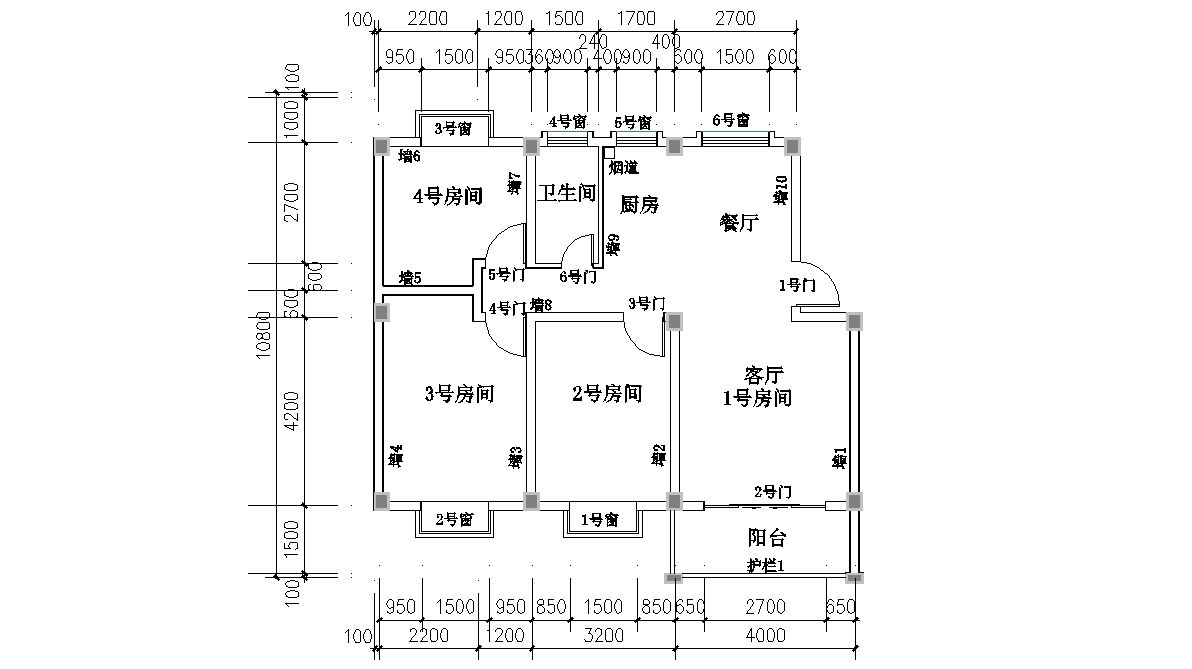 100 2200 1200 1500 1700 2700
240 400
950 1500 950 360 900 400 900 600 1500 600
100
1000
3号窗 4号窗 5号窗 6号窗
墙6 烟道
墙7 墙10
2700 4号房间 卫生间 厨房
餐厅
墙9
600 墙5 5号门 6号门 1号门
600 4号门 墙8 3号门
10800
客厅
3号房间 2号房间 1号房间
4200
墙4 墙3 墙2 墙1
2号门
2号窗 1号窗
1500 阳台
护栏1
100
950 1500 950 850 1500 850 650 2700 650
100 2200 1200 3200 4000